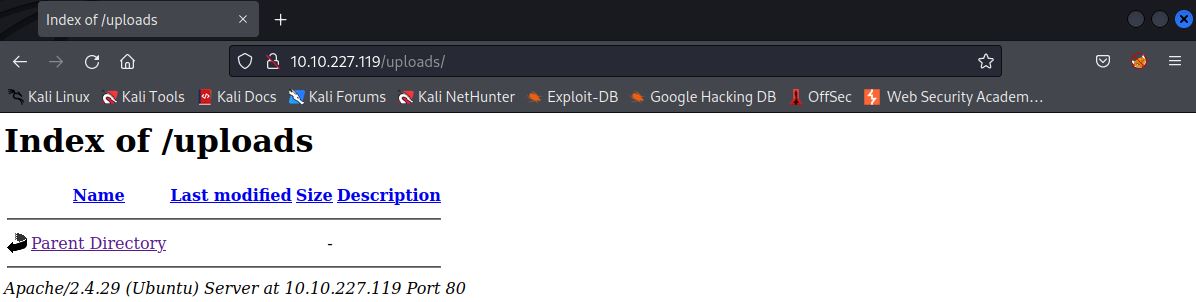 Index of /uploads
10.10.227.119/uploads/
Kali Linux Kali Tools Kali Docs Kali Forums Kali NetHunter Exploit-DB Google Hacking DB OffSec Web Security Academ…
Index of /uploads
Name Last modified Size Description
Parent Directory -
Apache/2.4.29 (Ubuntu) Server at 10.10.227.119 Port 80